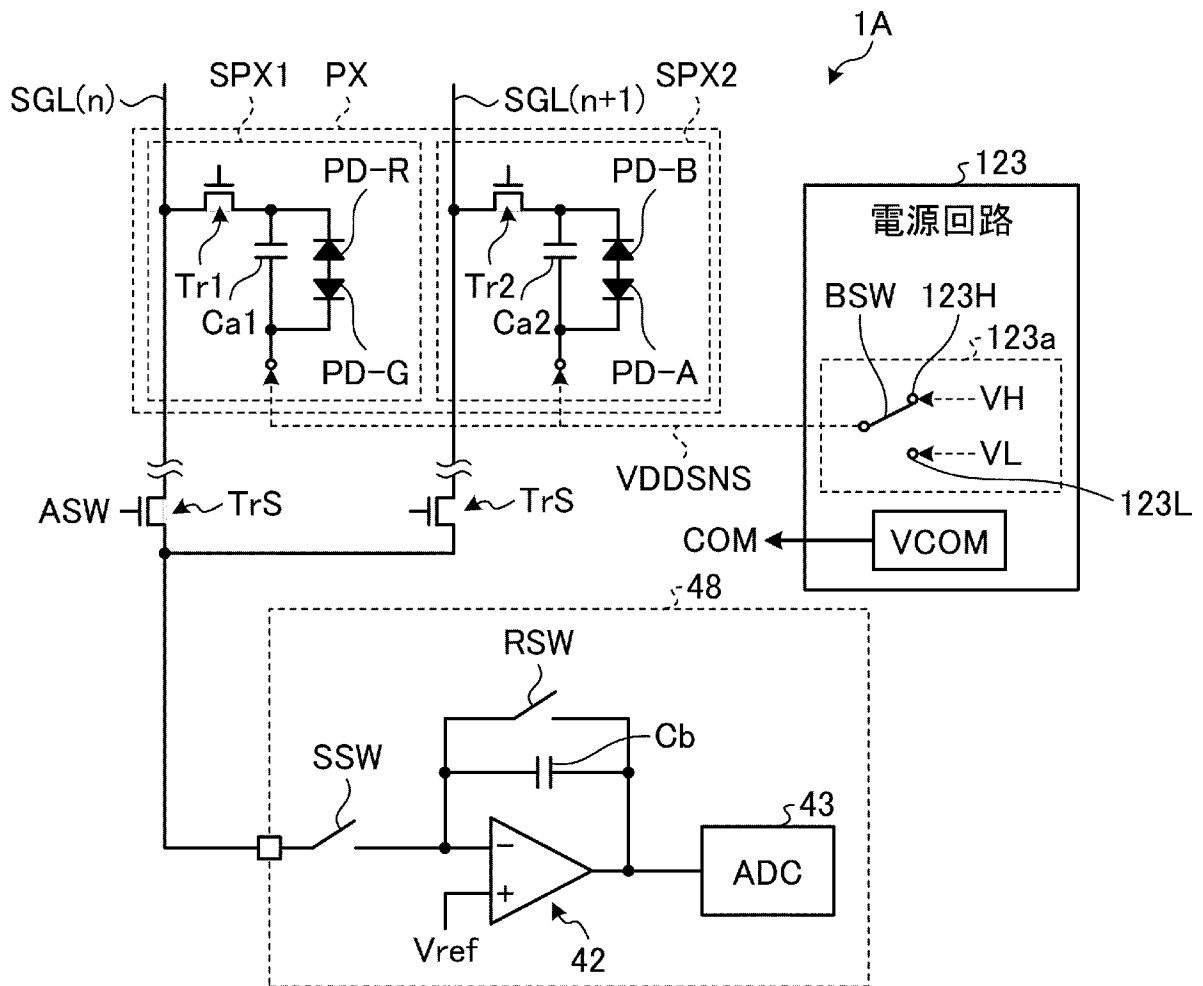 1A
SPX1
PX
SPX2
SGL(n)
SGL(n+1)
PD-R
PD-B
123
電源回路
Tr1
Tr2
BSW
123H
Ca1
Ca2
123a
PD-G
PD-A
VH
VL
VDDSNS
123L
ASW
TrS
TrS
COM
VCOM
48
RSW
Cb
SSW
43
−
ADC
+
Vref
42